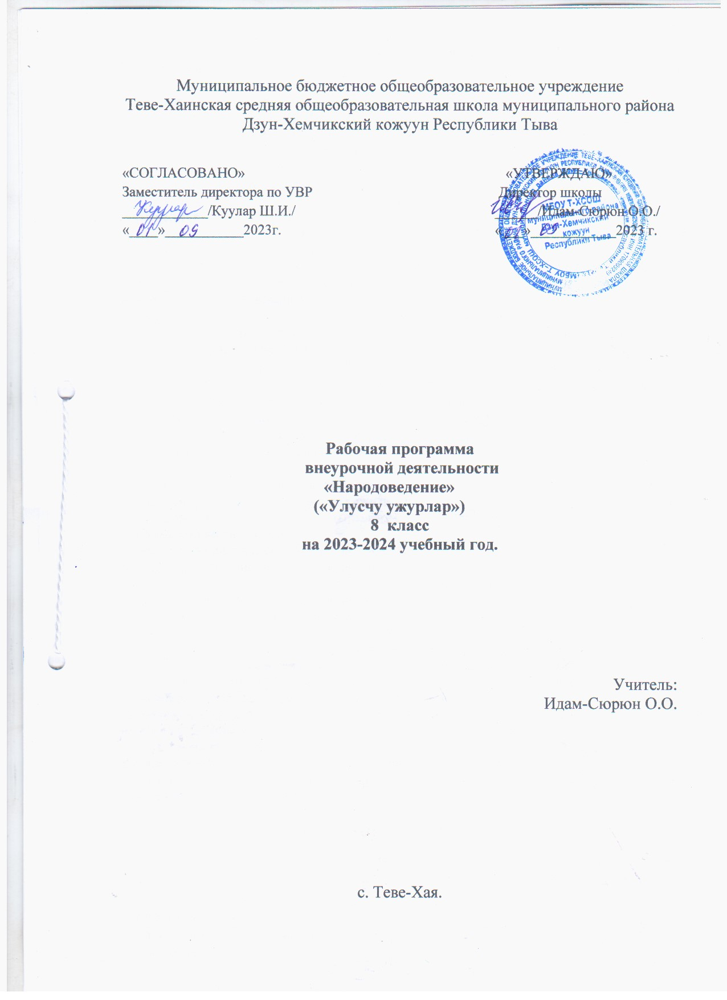 Муниципальное бюджетное общеобразовательное учреждение
Теве-Хаинская средняя общеобразовательная школа муниципального района
Дзун-Хемчикский кожуун Республики Тыва
«СОГЛАСОВАНО» «УТВЕРЖДАЮ»
Заместитель директора по УВР Директор школы
/Куулар Ш.И./ /Идам-Сюрюн О.О./
«01» 09 2023г. « » 09 2023 г.
МБОУ Т-ХСОШ
муниципального района
Дзун-Хемчикский
кожуун
Республики Тыва
Рабочая программа
внеурочной деятельности
«Народоведение»
(«Улусчу ужурлар»)
8 класс
на 2023-2024 учебный год.
Учитель:
Идам-Сюрюн О.О.
с. Теве-Хая.